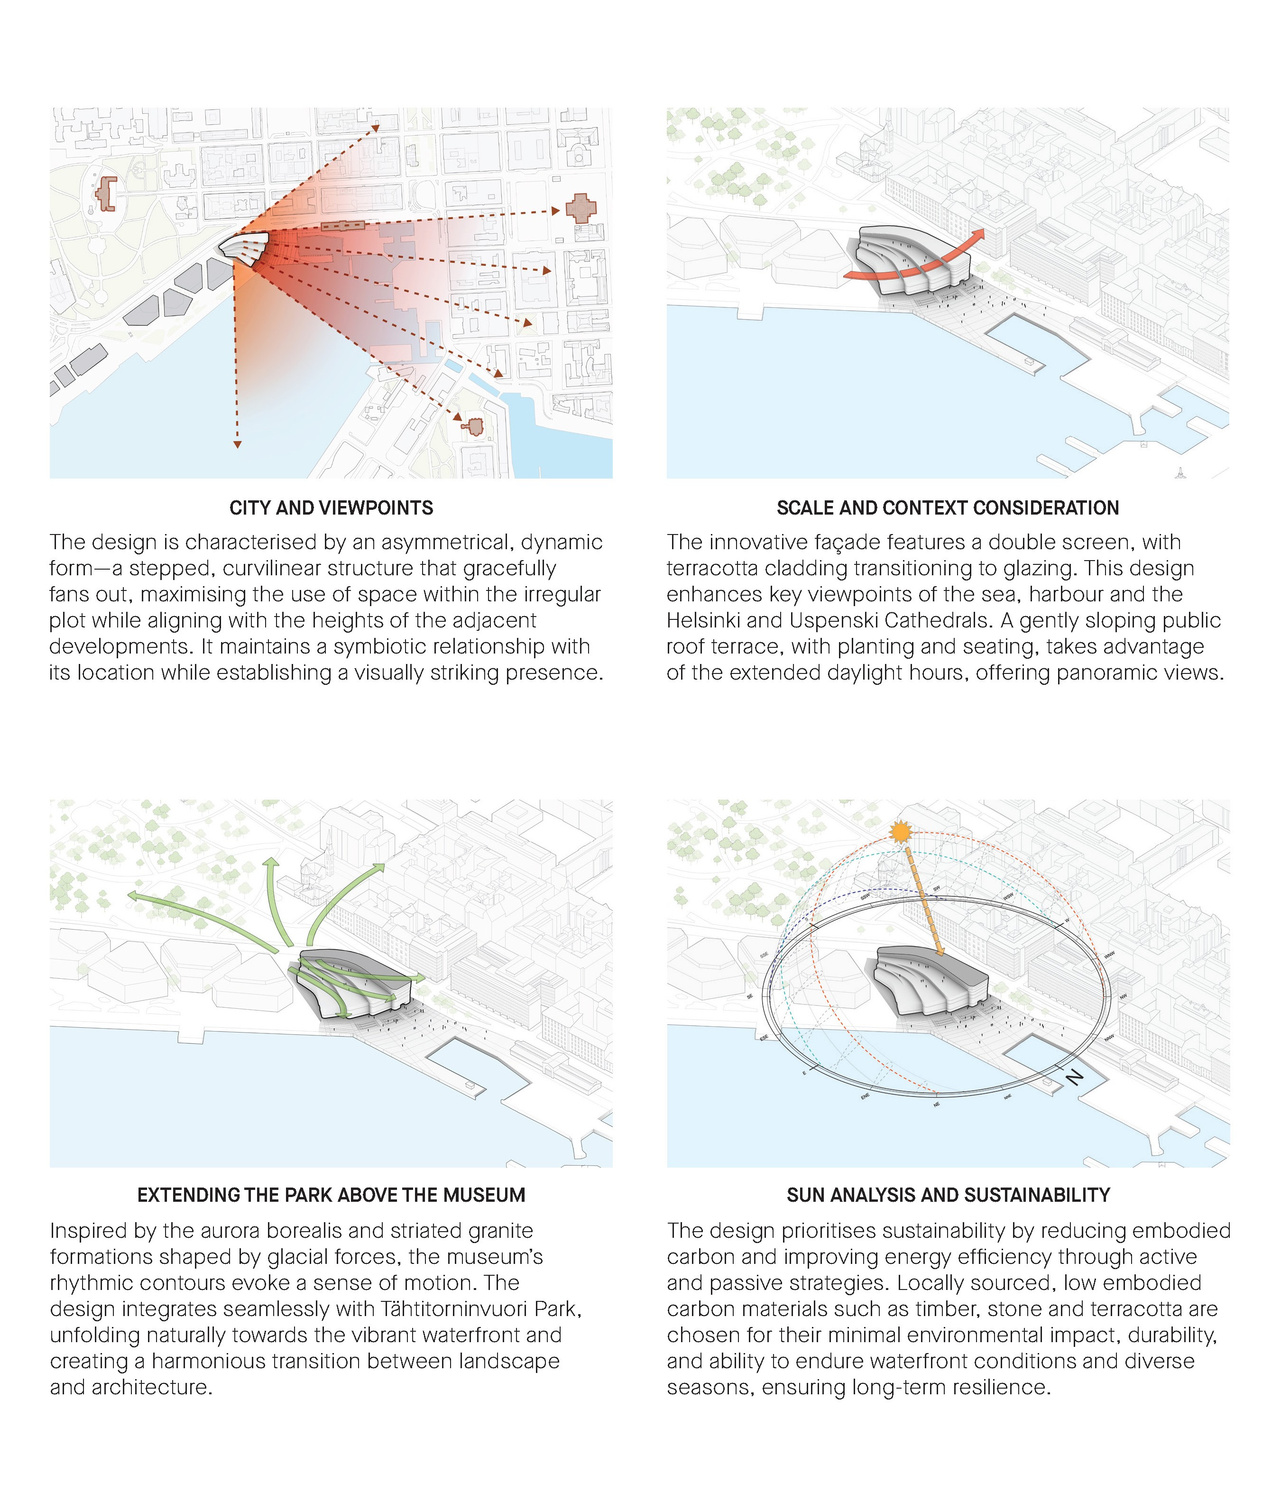 CITY AND VIEWPOINTS
The design is characterised by an asymmetrical, dynamic
form—a stepped, curvilinear structure that gracefully
fans out, maximising the use of space within the irregular
plot while aligning with the heights of the adjacent
developments. It maintains a symbiotic relationship with
its location while establishing a visually striking presence.
SCALE AND CONTEXT CONSIDERATION
The innovative façade features a double screen, with
terracotta cladding transitioning to glazing. This design
enhances key viewpoints of the sea, harbour and the
Helsinki and Uspenski Cathedrals. A gently sloping public
roof terrace, with planting and seating, takes advantage
of the extended daylight hours, offering panoramic views.
EXTENDING THE PARK ABOVE THE MUSEUM
Inspired by the aurora borealis and striated granite
formations shaped by glacial forces, the museum’s
rhythmic contours evoke a sense of motion. The
design integrates seamlessly with Tähtitorninvuori Park,
unfolding naturally towards the vibrant waterfront and
creating a harmonious transition between landscape
and architecture.
N
SUN ANALYSIS AND SUSTAINABILITY
The design prioritises sustainability by reducing embodied
carbon and improving energy efficiency through active
and passive strategies. Locally sourced, low embodied
carbon materials such as timber, stone and terracotta are
chosen for their minimal environmental impact, durability,
and ability to endure waterfront conditions and diverse
seasons, ensuring long-term resilience.